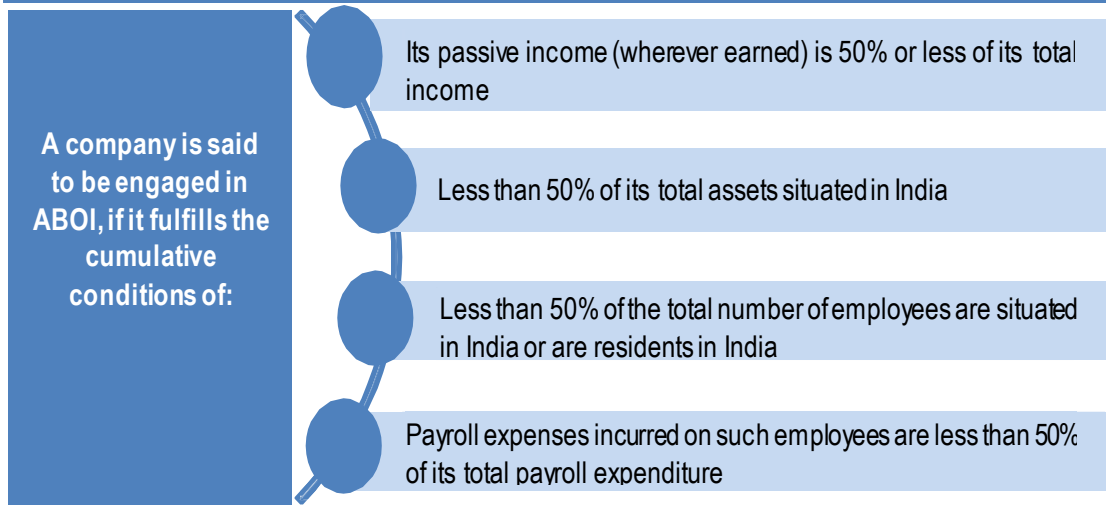 A company is said
to be engaged in
ABOI, if it fulfills the
cumulative
conditions of:
Its passive income (wherever earned) is 50% or less of its total
income
Less than 50% of its total assets situated in India
Less than 50% of the total number of employees are situated
in India or are residents in India
Payroll expenses incurred on such employees are less than 50%
of its total payroll expenditure